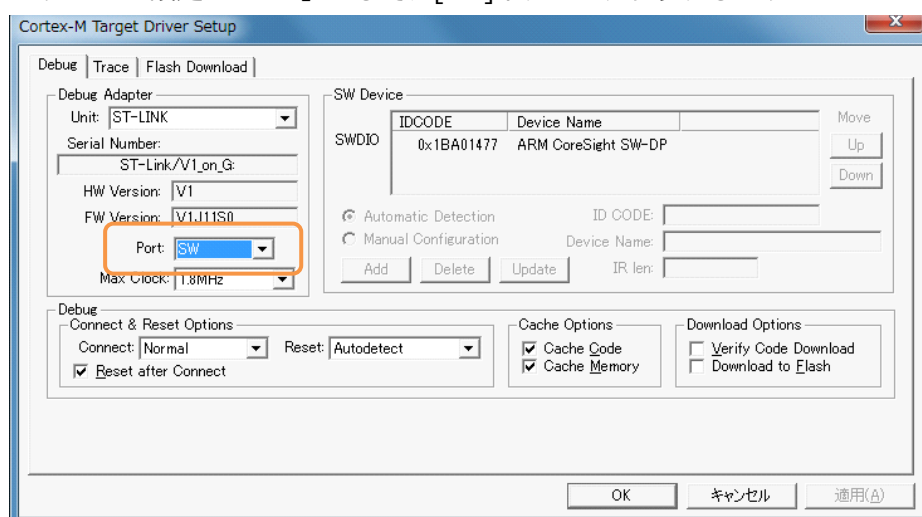 Cortex-M Target Driver Setup
Debug Trace Flash Download
Debug Adapter
Unit: ST-LINK
Serial Number:
ST-Link/V1_on_G:
HW Version: V1
FW Version: V1J11S0
Port: SW
Max Clock: 1.8MHz
SW Device
IDCODE Device Name
SWDIO 0x1BA01477 ARM CoreSight SW-DP
Move
Up
Down
Automatic Detection ID CODE:
Manual Configuration Device Name:
Add Delete Update IR len:
Debug
Connect & Reset Options
Connect: Normal Reset: Autodetect
Reset after Connect
Cache Options
Cache Code
Cache Memory
Download Options
Verify Code Download
Download to Flash
OK キャンセル 適用(A)